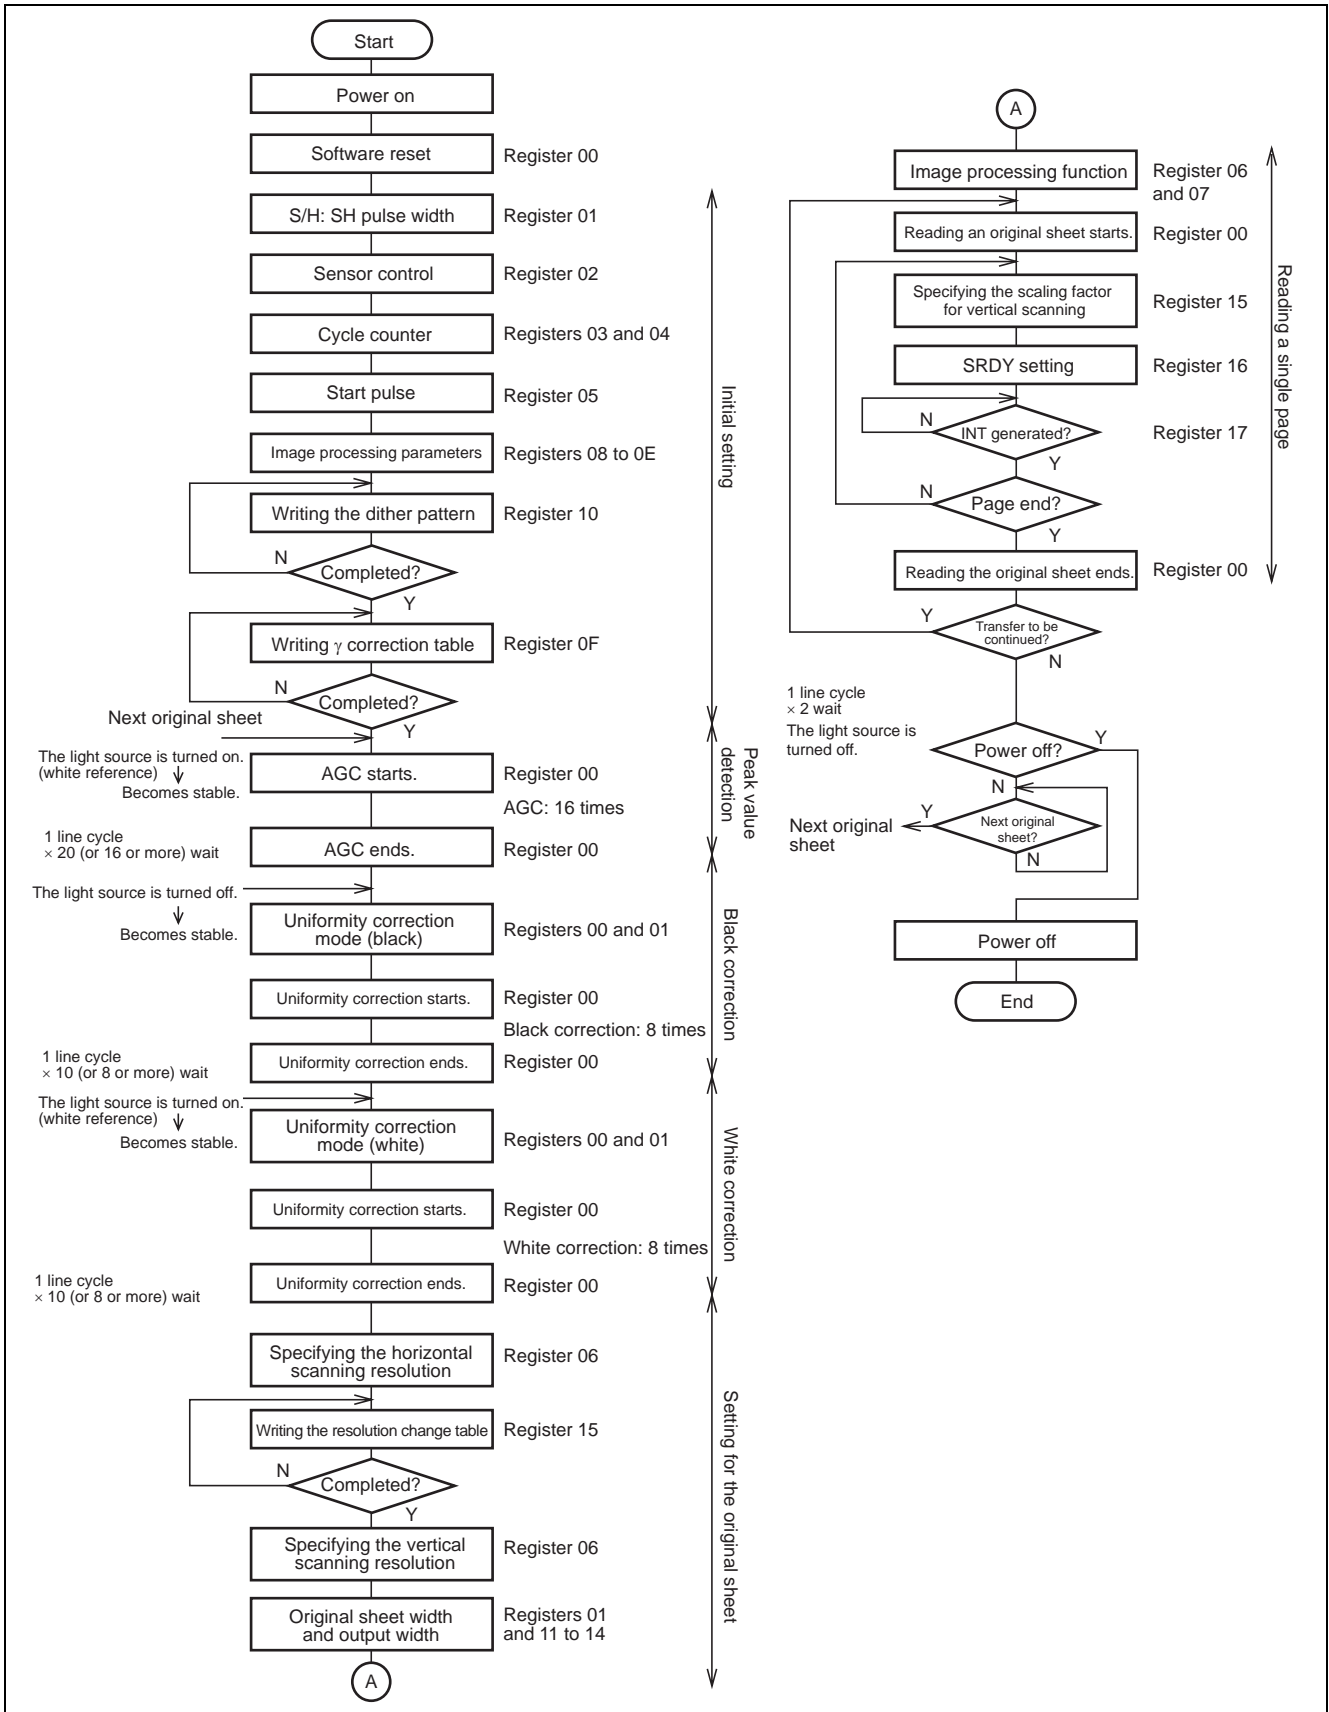 Start
Power on
Software reset
Register 00
S/H: SH pulse width
Register 01
Sensor control
Register 02
Cycle counter
Registers 03 and 04
Start pulse
Register 05
Image processing parameters
Registers 08 to 0E
Writing the dither pattern
Register 10
N
Completed?
Y
Writing γ correction table
Register 0F
N
Completed?
Y
Initial setting
Next original sheet
The light source is turned on.
(white reference)
Becomes stable.
AGC starts.
Register 00
AGC: 16 times
1 line cycle
× 20 (or 16 or more) wait
AGC ends.
Register 00
Peak value
detection
The light source is turned off.
Becomes stable.
Uniformity correction
mode (black)
Registers 00 and 01
Uniformity correction starts.
Register 00
Black correction: 8 times
1 line cycle
× 10 (or 8 or more) wait
Uniformity correction ends.
Register 00
Black correction
The light source is turned on.
(white reference)
Becomes stable.
Uniformity correction
mode (white)
Registers 00 and 01
Uniformity correction starts.
Register 00
White correction: 8 times
1 line cycle
× 10 (or 8 or more) wait
Uniformity correction ends.
Register 00
White correction
Specifying the horizontal
scanning resolution
Register 06
Writing the resolution change table
Register 15
N
Completed?
Y
Specifying the vertical
scanning resolution
Register 06
Original sheet width
and output width
Registers 01
and 11 to 14
Setting for the original sheet
A
A
Image processing function
Register 06
and 07
Reading an original sheet starts.
Register 00
Specifying the scaling factor
for vertical scanning
Register 15
SRDY setting
Register 16
N
INT generated?
Register 17
Y
N
Page end?
Y
Reading the original sheet ends.
Register 00
Reading a single page
Y
Transfer to be
continued?
N
1 line cycle
× 2 wait
The light source is
turned off.
Power off?
Y
N
Y
Next original
sheet
Next original
sheet?
N
Power off
End